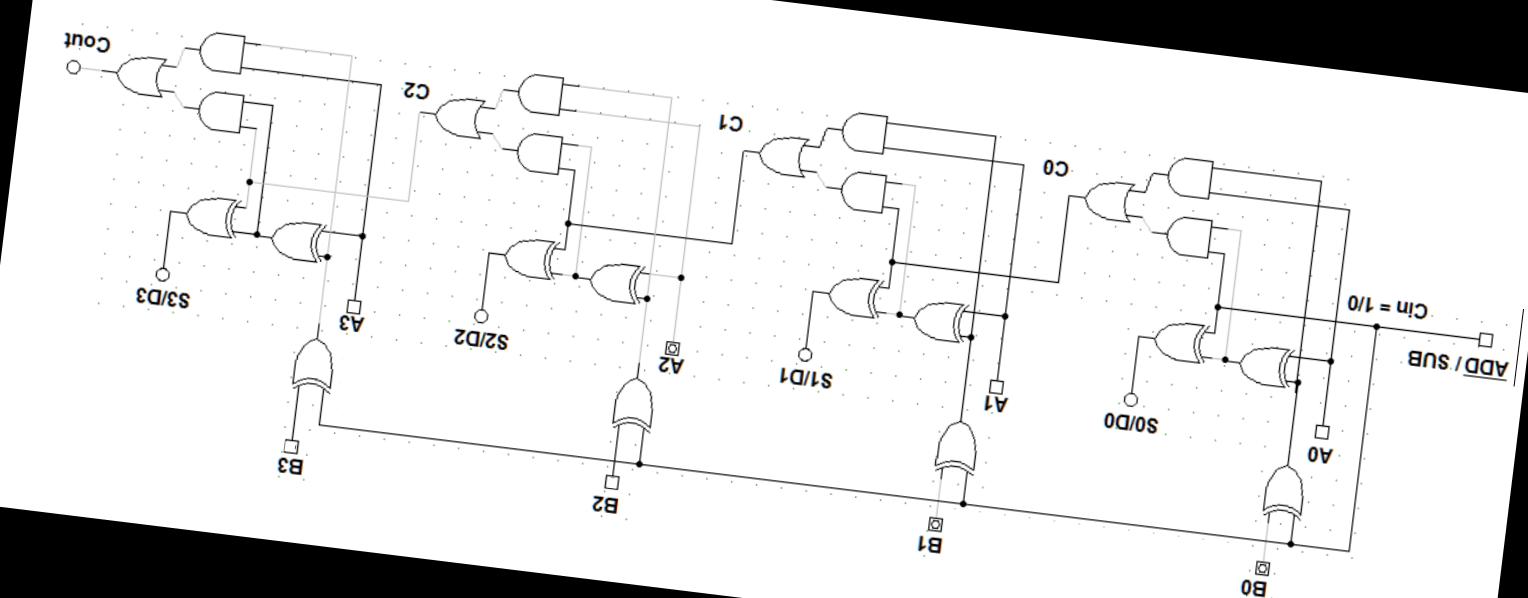 B0
B1
B2
B3
A0
A1
A2
A3
ADD / SUB
Cin = 1/0
S0/D0
S1/D1
S2/D2
S3/D3
C0
C1
C2
Cout